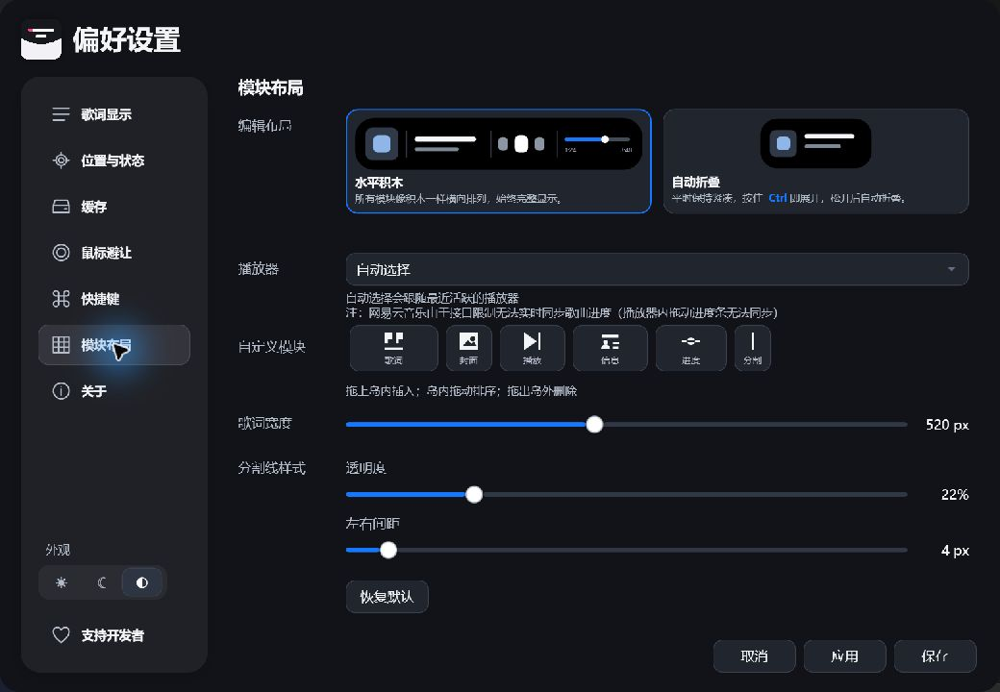 偏好设置
歌词显示
位置与状态
缓存
鼠标避让
快捷键
模块布局
关于
外观
支持开发者
模块布局
编辑布局
水平积木
所有模块像积木一样横向排列，始终完整显示。
自动折叠
平时保持紧凑，按住 Ctrl 即展开，松开后自动折叠。
播放器
自动选择
自动选择会跟随最近活跃的播放器
注：网易云音乐由于接口限制无法实时同步歌曲进度（播放器内拖动进度条无法同步）
自定义模块
歌词
封面
播放
信息
进度
分割
拖上岛内插入；岛内拖动排序；拖出岛外删除
歌词宽度
520 px
分割线样式
透明度
22%
左右间距
4 px
恢复默认
取消
应用
保存